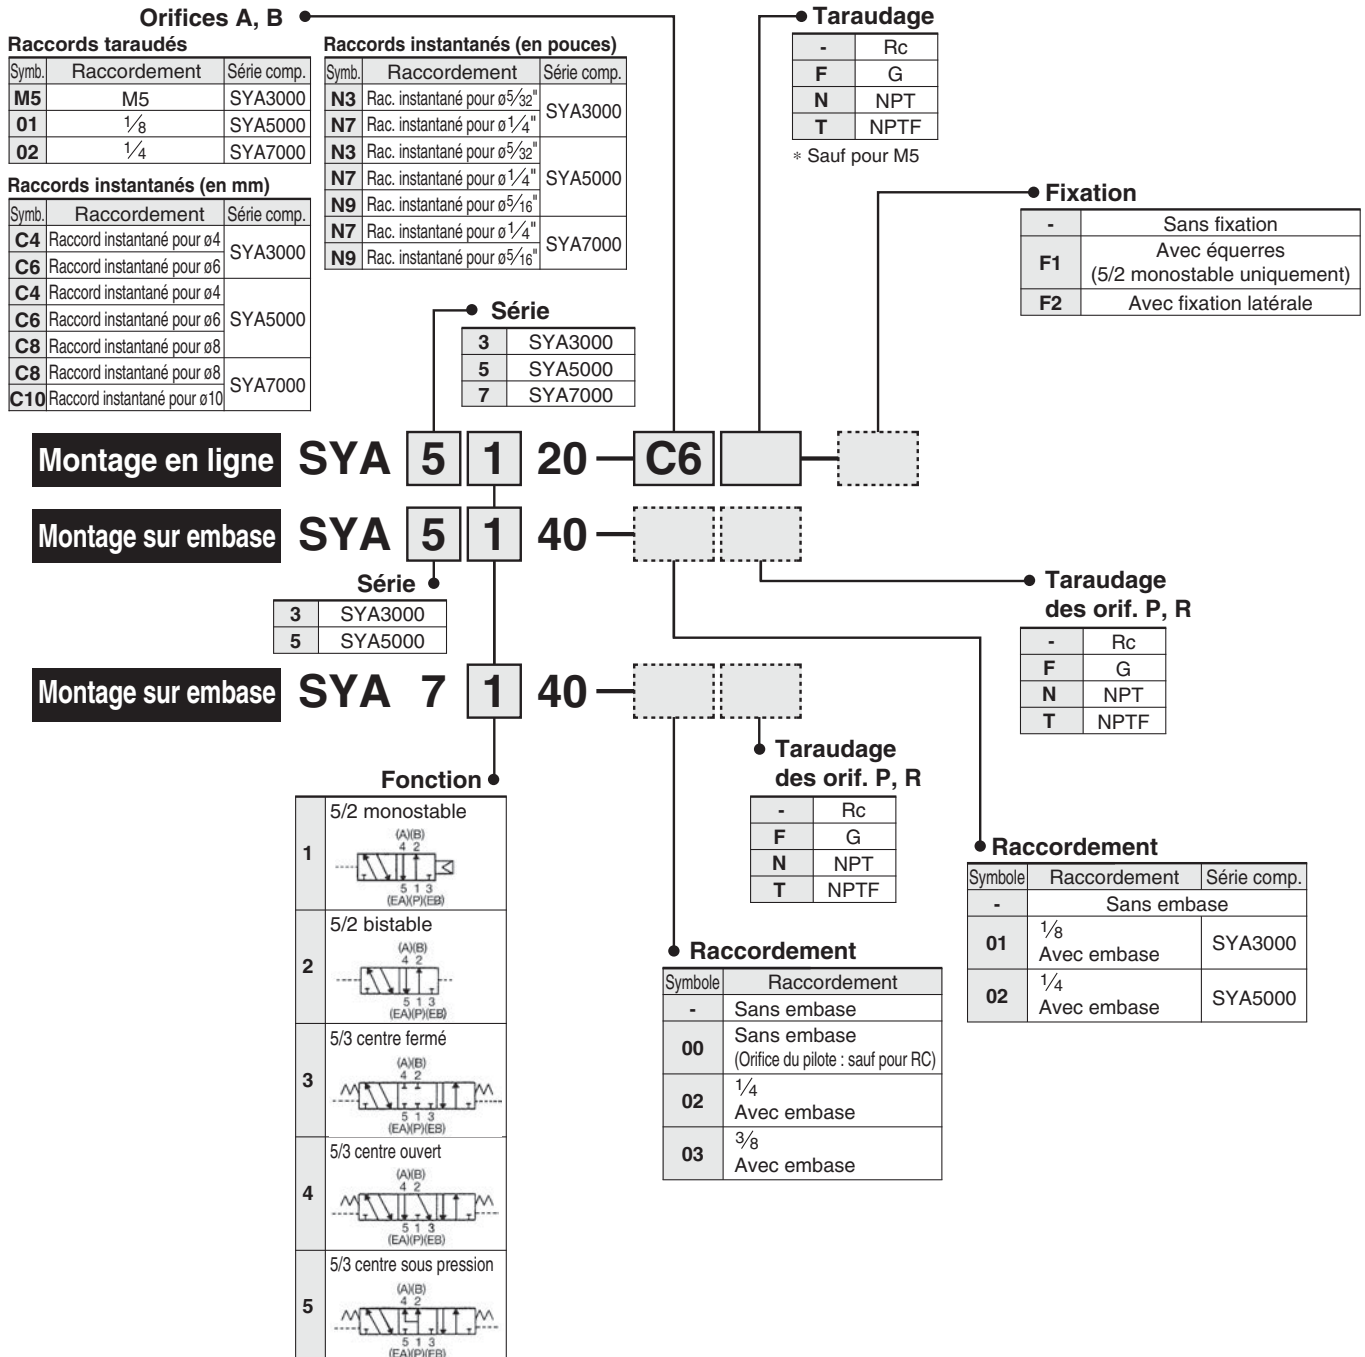 Orifices A, B
Raccords taraudés
Symb. Raccordement Série comp.
M5 M5 SYA3000
01 1/8 SYA5000
02 1/4 SYA7000
Raccords instantanés (en mm)
Symb. Raccordement Série comp.
C4 Raccord instantané pour ø4 SYA3000
C6 Raccord instantané pour ø6
C4 Raccord instantané pour ø4
C6 Raccord instantané pour ø6 SYA5000
C8 Raccord instantané pour ø8
C8 Raccord instantané pour ø8 SYA7000
C10 Raccord instantané pour ø10
Raccords instantanés (en pouces)
Symb. Raccordement Série comp.
N3 Rac. instantané pour ø5/32" SYA3000
N7 Rac. instantané pour ø1/4"
N3 Rac. instantané pour ø5/32"
N7 Rac. instantané pour ø1/4" SYA5000
N9 Rac. instantané pour ø5/16"
N7 Rac. instantané pour ø1/4" SYA7000
N9 Rac. instantané pour ø5/16"
Taraudage
- Rc
F G
N NPT
T NPTF
* Sauf pour M5
Fixation
- Sans fixation
F1 Avec équerres
(5/2 monostable uniquement)
F2 Avec fixation latérale
Série
3 SYA3000
5 SYA5000
7 SYA7000
Montage en ligne SYA 5 1 20 — C6 —
Montage sur embase SYA 5 1 40 —
Série
3 SYA3000
5 SYA5000
Montage sur embase SYA 7 1 40 —
Taraudage
des orif. P, R
- Rc
F G
N NPT
T NPTF
Taraudage
des orif. P, R
- Rc
F G
N NPT
T NPTF
Raccordement
Symbole Raccordement Série comp.
- Sans embase
01 1/8
Avec embase SYA3000
02 1/4
Avec embase SYA5000
Raccordement
Symbole Raccordement
- Sans embase
00 Sans embase
(Orifice du pilote : sauf pour RC)
02 1/4
Avec embase
03 3/8
Avec embase
Fonction
1 5/2 monostable
(A)(B)
4 2
5 1 3
(EA)(P)(EB)
2 5/2 bistable
(A)(B)
4 2
5 1 3
(EA)(P)(EB)
3 5/3 centre fermé
(A)(B)
4 2
5 1 3
(EA)(P)(EB)
4 5/3 centre ouvert
(A)(B)
4 2
5 1 3
(EA)(P)(EB)
5 5/3 centre sous pression
(A)(B)
4 2
5 1 3
(EA)(P)(EB)